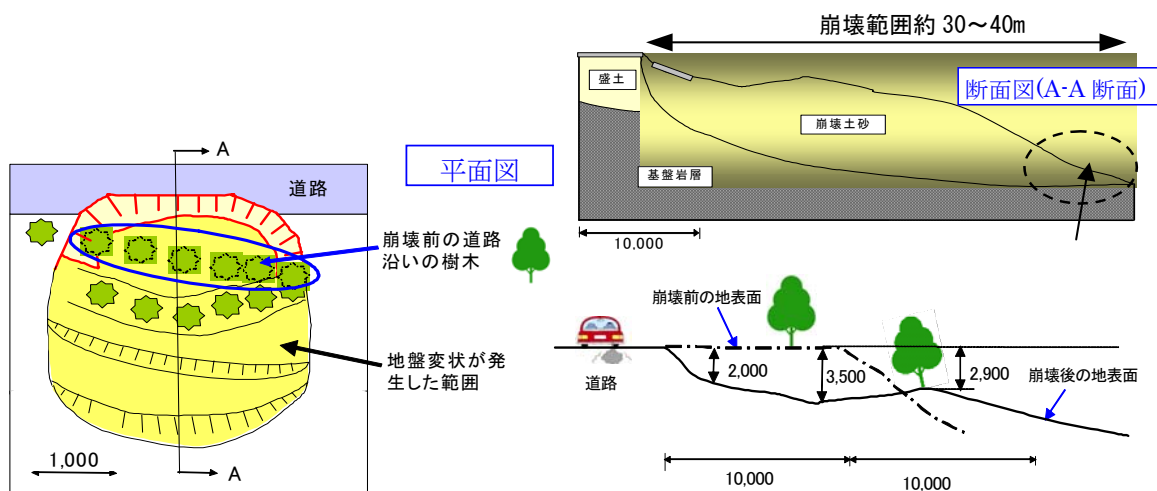 崩壊範囲約 30～40m
盛土
断面図(A-A 断面)
崩壊土砂
基盤岩層
10,000
A
平面図
道路
崩壊前の道路
沿いの樹木
地盤変状が発
生した範囲
1,000
A
崩壊前の地表面
道路
2,000
3,500
2,900
崩壊後の地表面
10,000
10,000